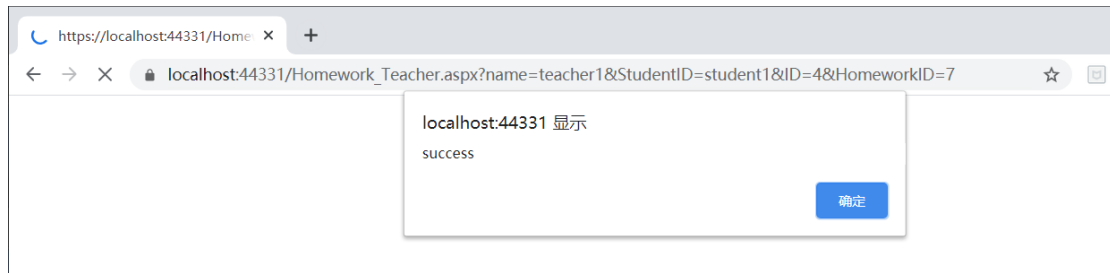 https://localhost:44331/Home
localhost:44331/Homework_Teacher.aspx?name=teacher1&StudentID=student1&ID=4&HomeworkID=7
localhost:44331 显示
success
确定